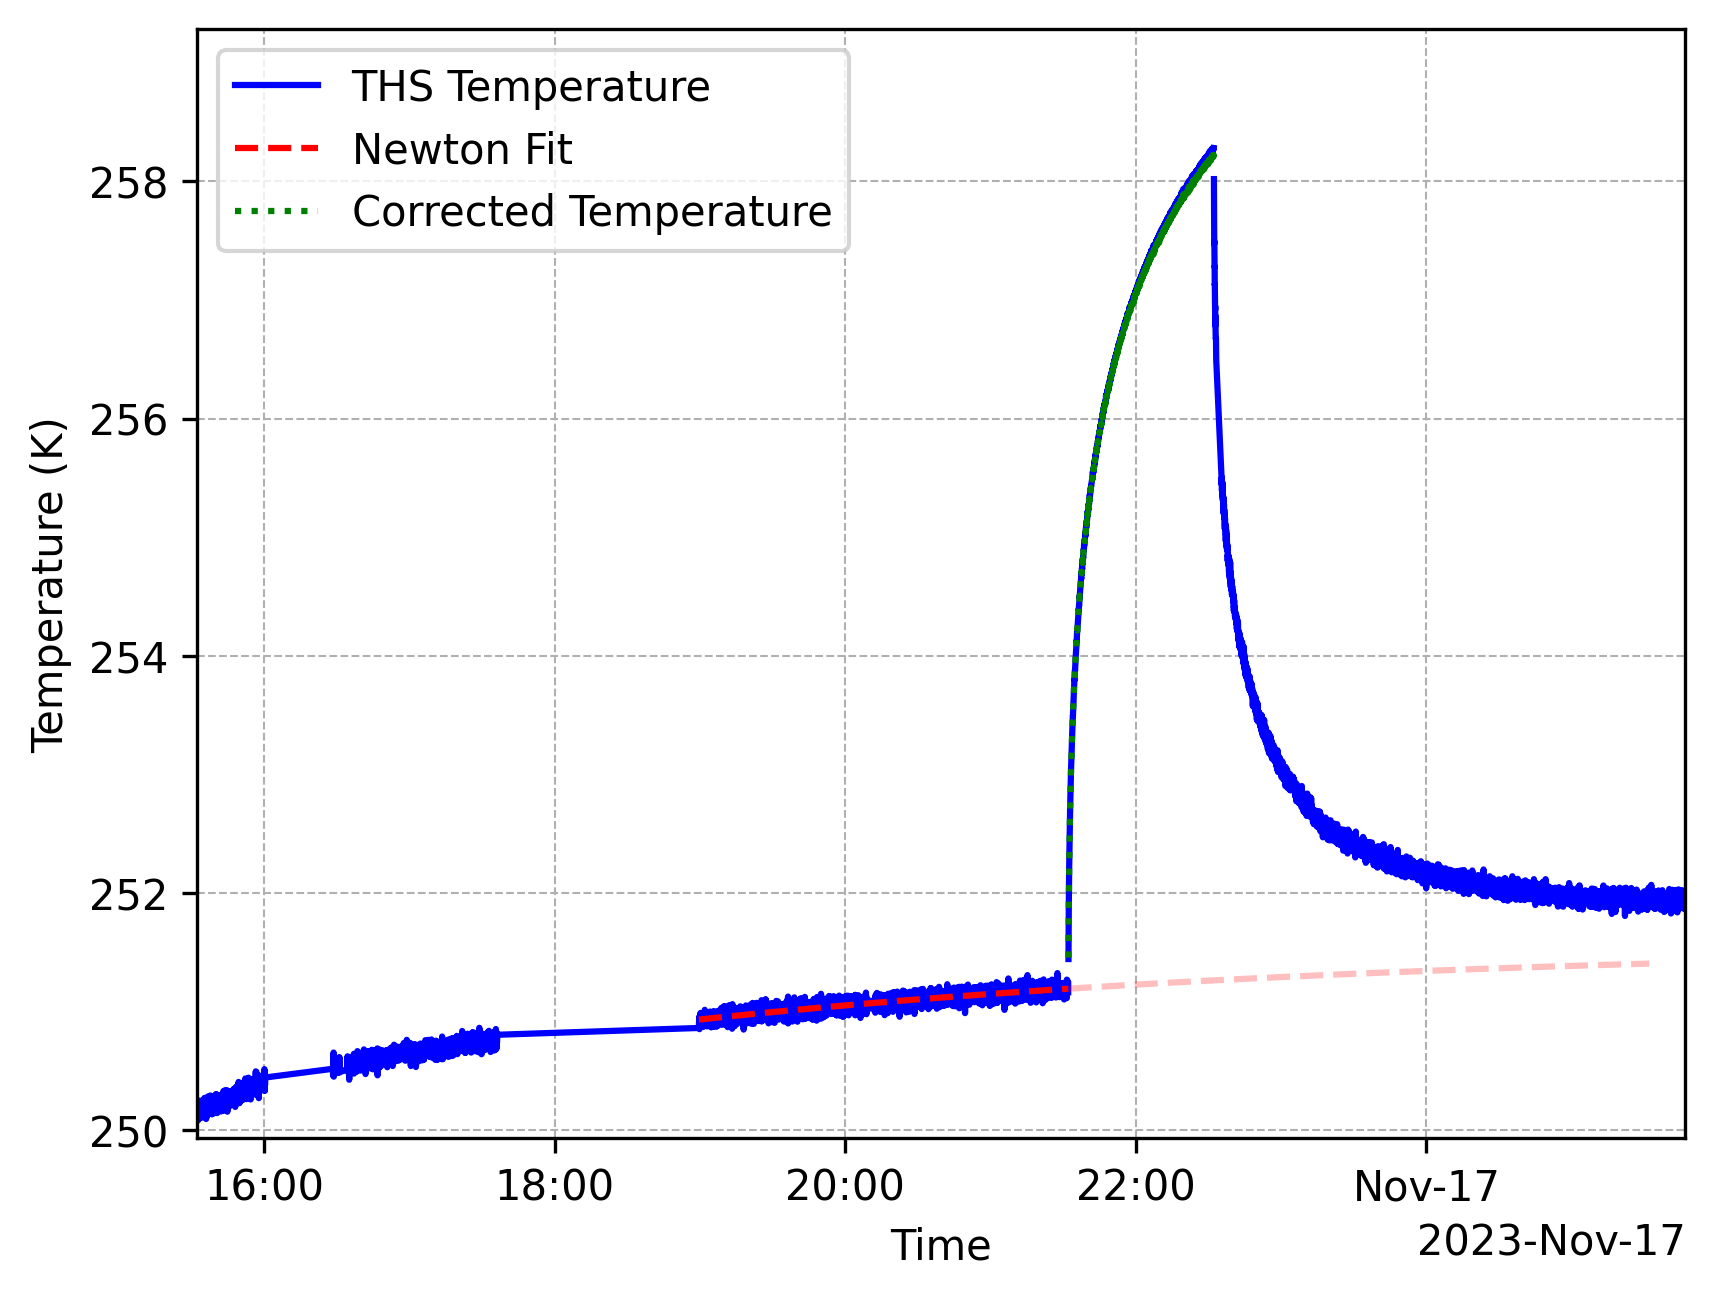 THS Temperature
Newton Fit
Corrected Temperature
258
256
254
252
250
Temperature (K)
16:00
18:00
20:00
22:00
Nov-17
Time
2023-Nov-17